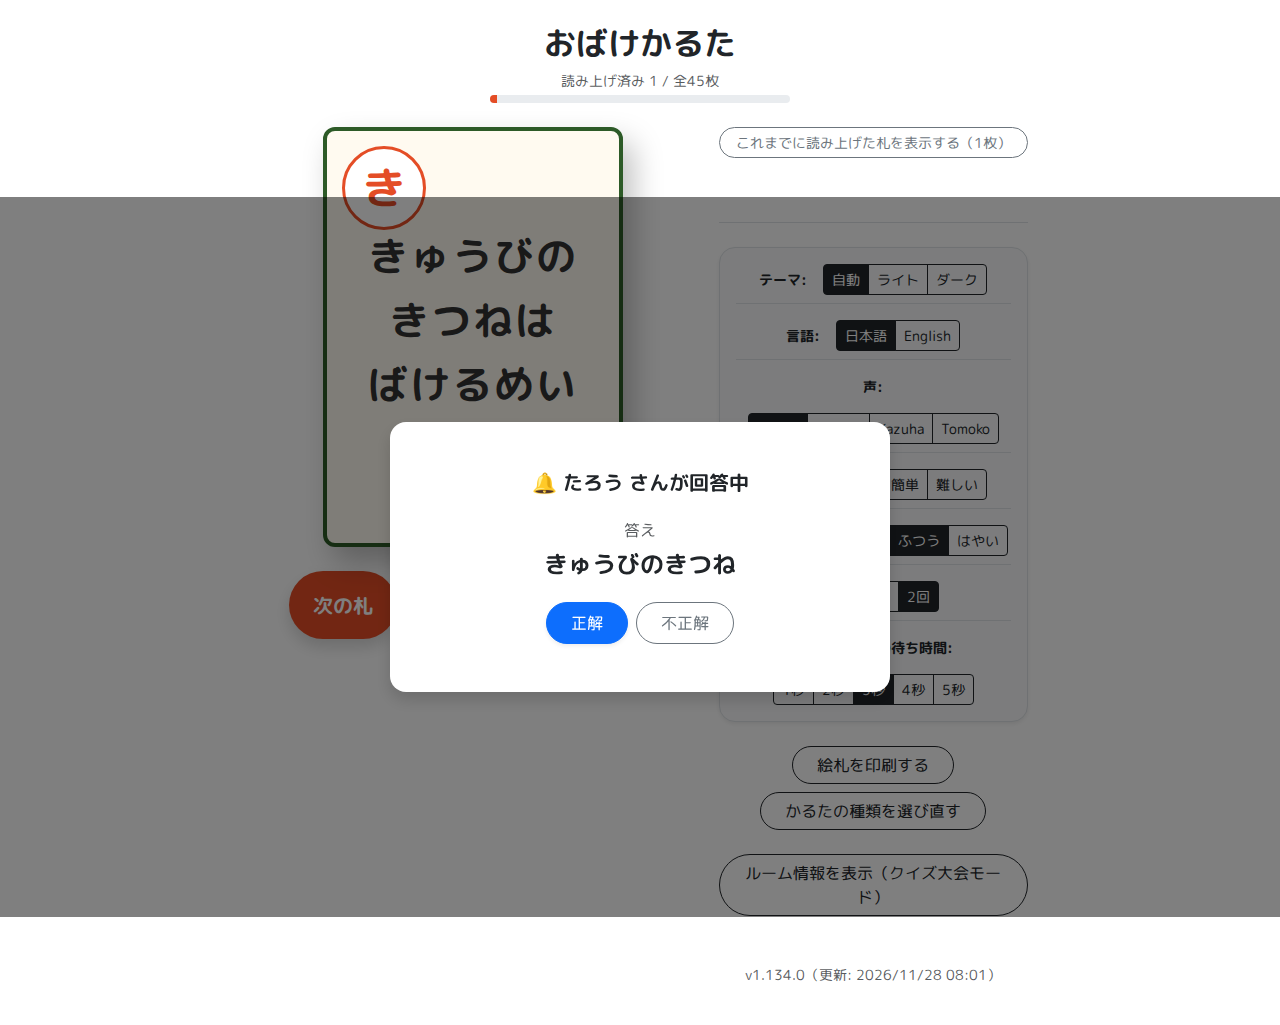 おばけかるた
読み上げ済み 1 / 全45枚
き
きゅうびの
きつねは
ばけるめい
次の札
これまでに読み上げた札を表示する（1枚）
テーマ: 自動 ライト ダーク
言語: 日本語 English
声:
Tomoko
簡単 難しい
ふつう はやい
2回
待ち時間:
4秒 5秒
🔔 たろう さんが回答中
答え
きゅうびのきつね
正解 不正解
絵札を印刷する
かるたの種類を選び直す
ルーム情報を表示（クイズ大会モー
ド）
v1.134.0（更新: 2026/11/28 08:01）